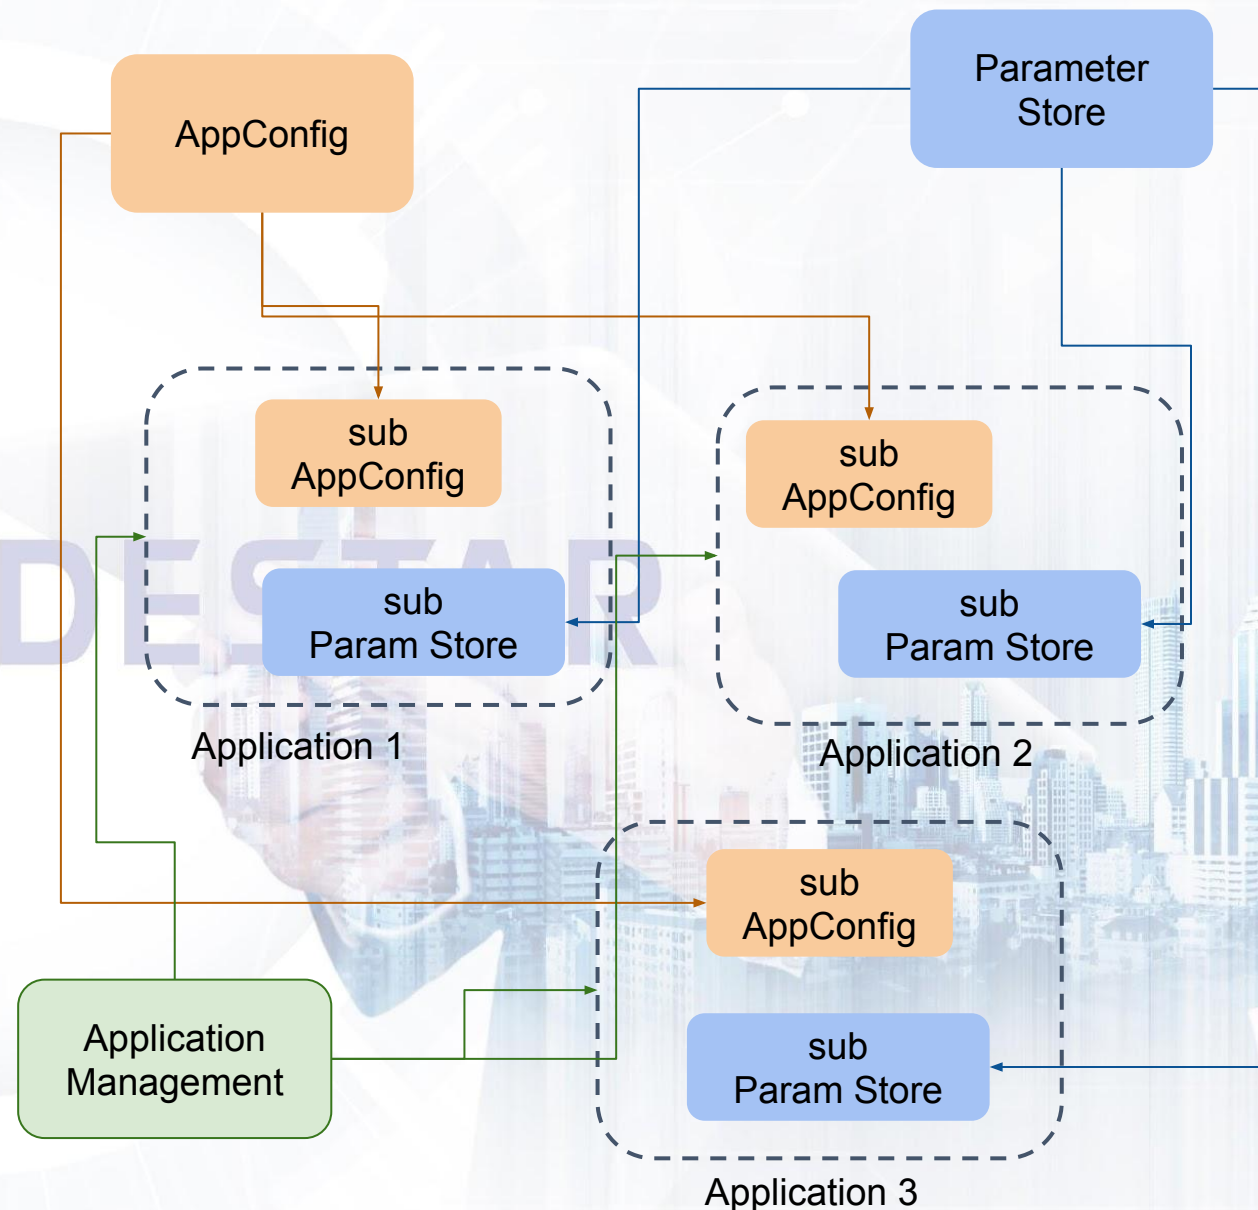 Parameter
Store
AppConfig
sub
AppConfig
sub
AppConfig
DESTAR
sub
Param Store
sub
Param Store
Application 1
Application 2
sub
AppConfig
Application
Management
sub
Param Store
Application 3